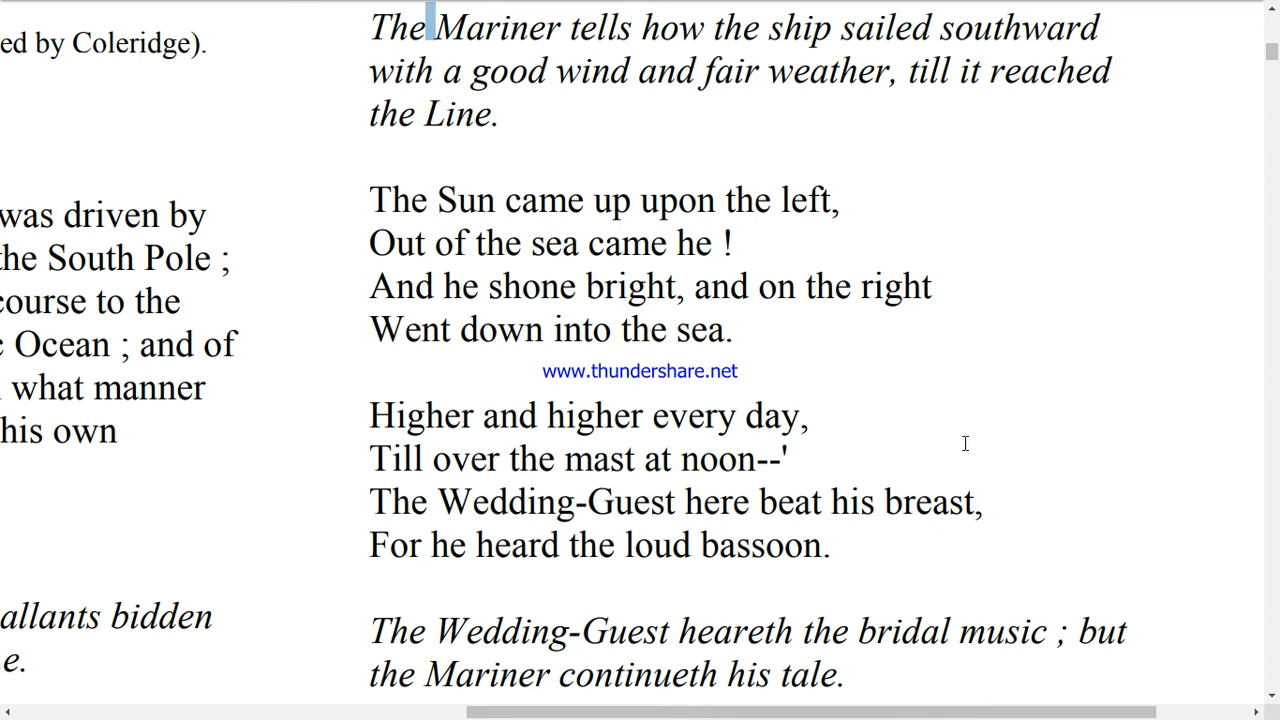 ed by Coleridge).
was driven by
the South Pole ;
course to the
c Ocean ; and of
what manner
his own
allants bidden
e.
The Mariner tells how the ship sailed southward
with a good wind and fair weather, till it reached
the Line.
The Sun came up upon the left,
Out of the sea came he !
And he shone bright, and on the right
Went down into the sea.
www.thundershare.net
Higher and higher every day,
Till over the mast at noon--'
The Wedding-Guest here beat his breast,
For he heard the loud bassoon.
The Wedding-Guest heareth the bridal music ; but
the Mariner continueth his tale.